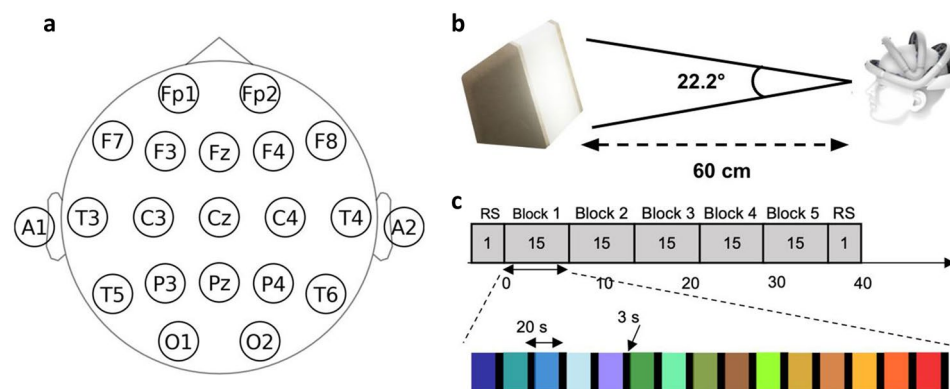 a
Fp1 Fp2
F7 F3 Fz F4 F8
A1 T3 C3 Cz C4 T4 A2
T5 P3 Pz P4 T6
O1 O2
b
22.2°
60 cm
c
RS Block 1 Block 2 Block 3 Block 4 Block 5 RS
1 15 15 15 15 15 1
0 10 20 30 40
20 s 3 s